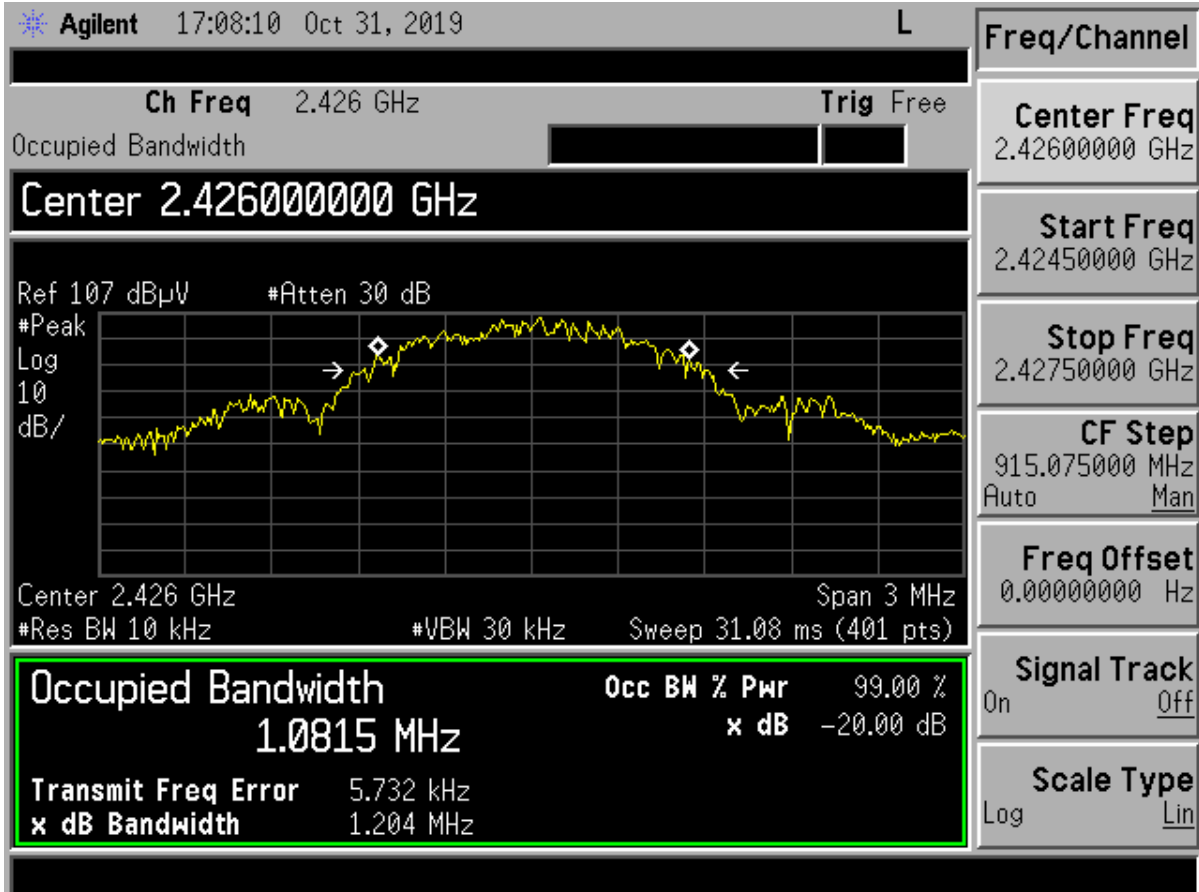 Agilent 17:08:10 Oct 31, 2019 L
Freq/Channel
Ch Freq 2.426 GHz Trig Free
Occupied Bandwidth
Center 2.426000000 GHz
Ref 107 dBµV #Atten 30 dB
#Peak
Log
10
dB/
Center 2.426 GHz Span 3 MHz
#Res BW 10 kHz #VBW 30 kHz Sweep 31.08 ms (401 pts)
Occupied Bandwidth
1.0815 MHz
Occ BW % Pwr 99.00 %
x dB -20.00 dB
Transmit Freq Error 5.732 kHz
x dB Bandwidth 1.204 MHz
Center Freq
2.42600000 GHz
Start Freq
2.42450000 GHz
Stop Freq
2.42750000 GHz
CF Step
915.075000 MHz
Auto Man
Freq Offset
0.00000000 Hz
Signal Track
On Off
Scale Type
Log Lin